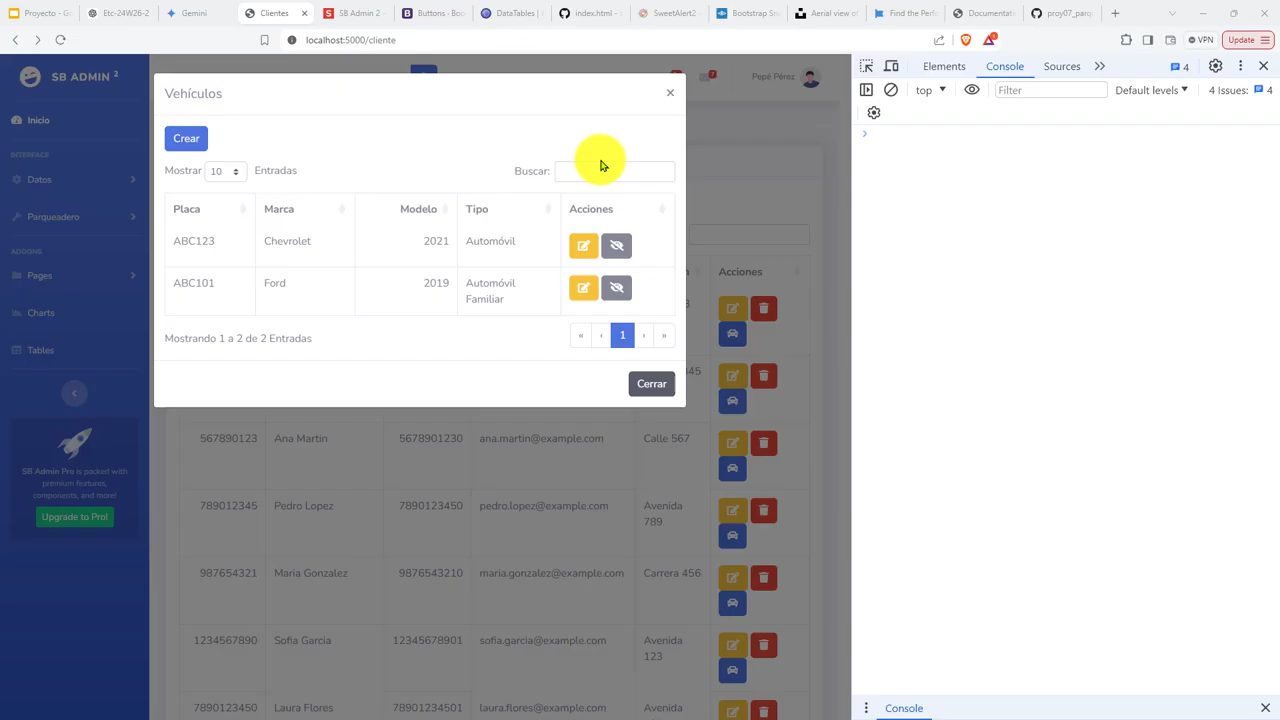 Proyecto - G
Etc-24W26-2
Gemini
Clientes
SB Admin 2
Buttons - Boo
DataTables |
index.html -
SweetAlert2
Bootstrap Sni
Aerial view of
Find the Perf
Documentati
proy07_parq
localhost:5000/cliente
VPN
Update
SB ADMIN 2
Inicio
INTERFACE
Datos
Parqueadero
ADDONS
Pages
Charts
Tables
SB Admin Pro is packed with
premium features,
components, and more!
Upgrade to Pro!
Pepé Pérez
Vehículos
Crear
Mostrar 10 Entradas
Buscar:
Placa Marca Modelo Tipo Acciones
ABC123 Chevrolet 2021 Automóvil
ABC101 Ford 2019 Automóvil
Familiar
Mostrando 1 a 2 de 2 Entradas
« ‹ 1 › »
Cerrar
Acciones
567890123 Ana Martin 5678901230 ana.martin@example.com Calle 567
789012345 Pedro Lopez 7890123450 pedro.lopez@example.com Avenida
789
987654321 Maria Gonzalez 9876543210 maria.gonzalez@example.com Carrera 456
1234567890 Sofia Garcia 12345678901 sofia.garcia@example.com Avenida
123
7890123450 Laura Flores 78901234501 laura.flores@example.com Avenida
Elements
Console
Sources
4
top
Filter
Default levels
4 Issues: 4
Console